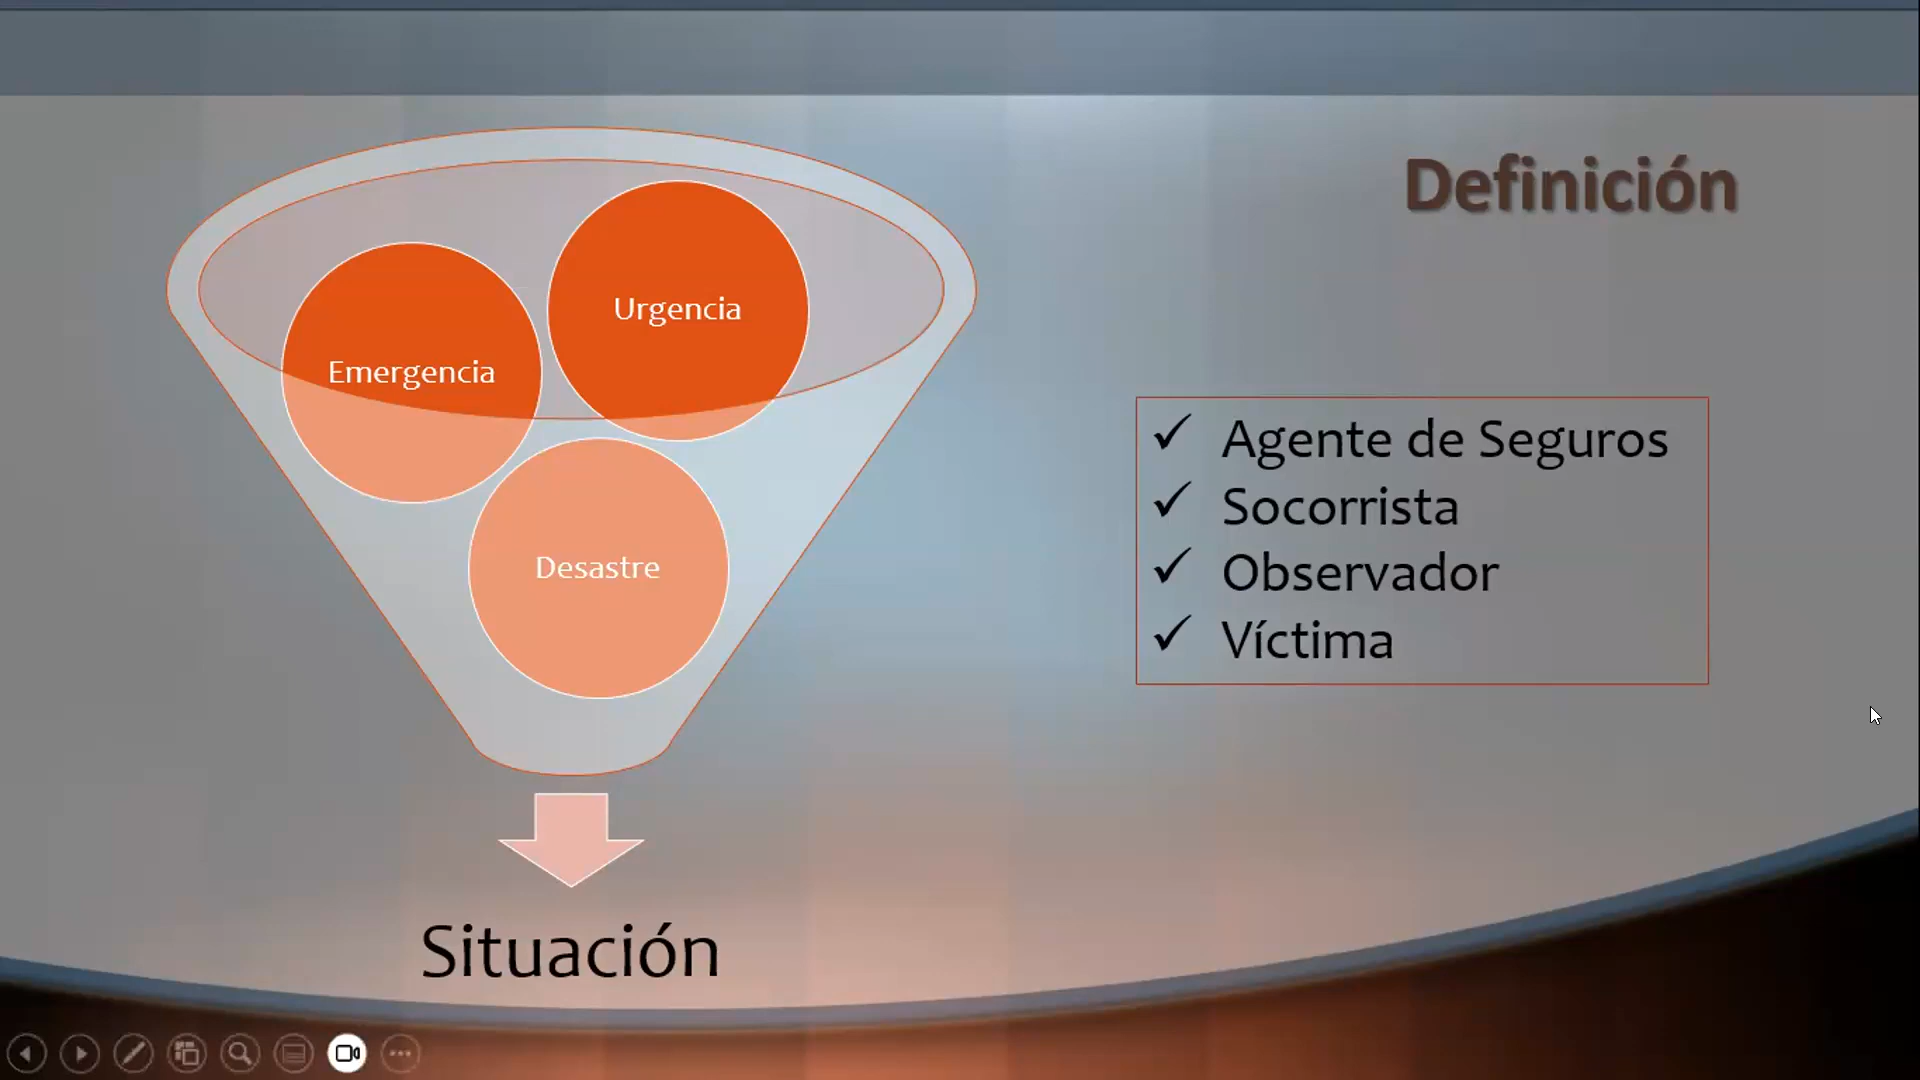 Definición
Urgencia
Emergencia
Desastre
Situación
Agente de Seguros
Socorrista
Observador
Víctima